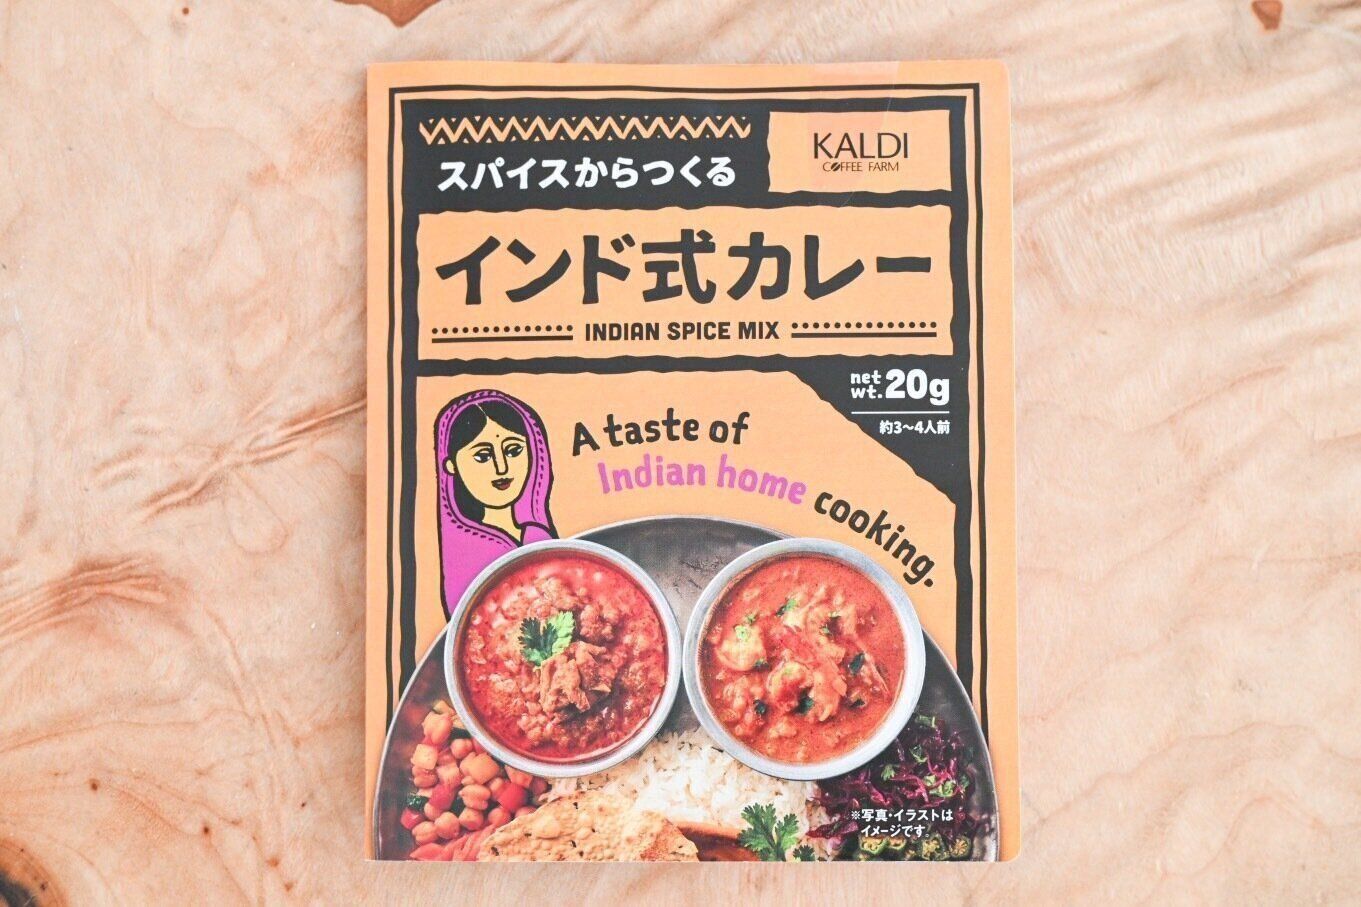 スパイスからつくる
KALDI
COFFEE FARM
インド式カレー
INDIAN SPICE MIX
net wt. 20g
約3〜4人前
A taste of
Indian home cooking.
※写真・イラストは
イメージです。